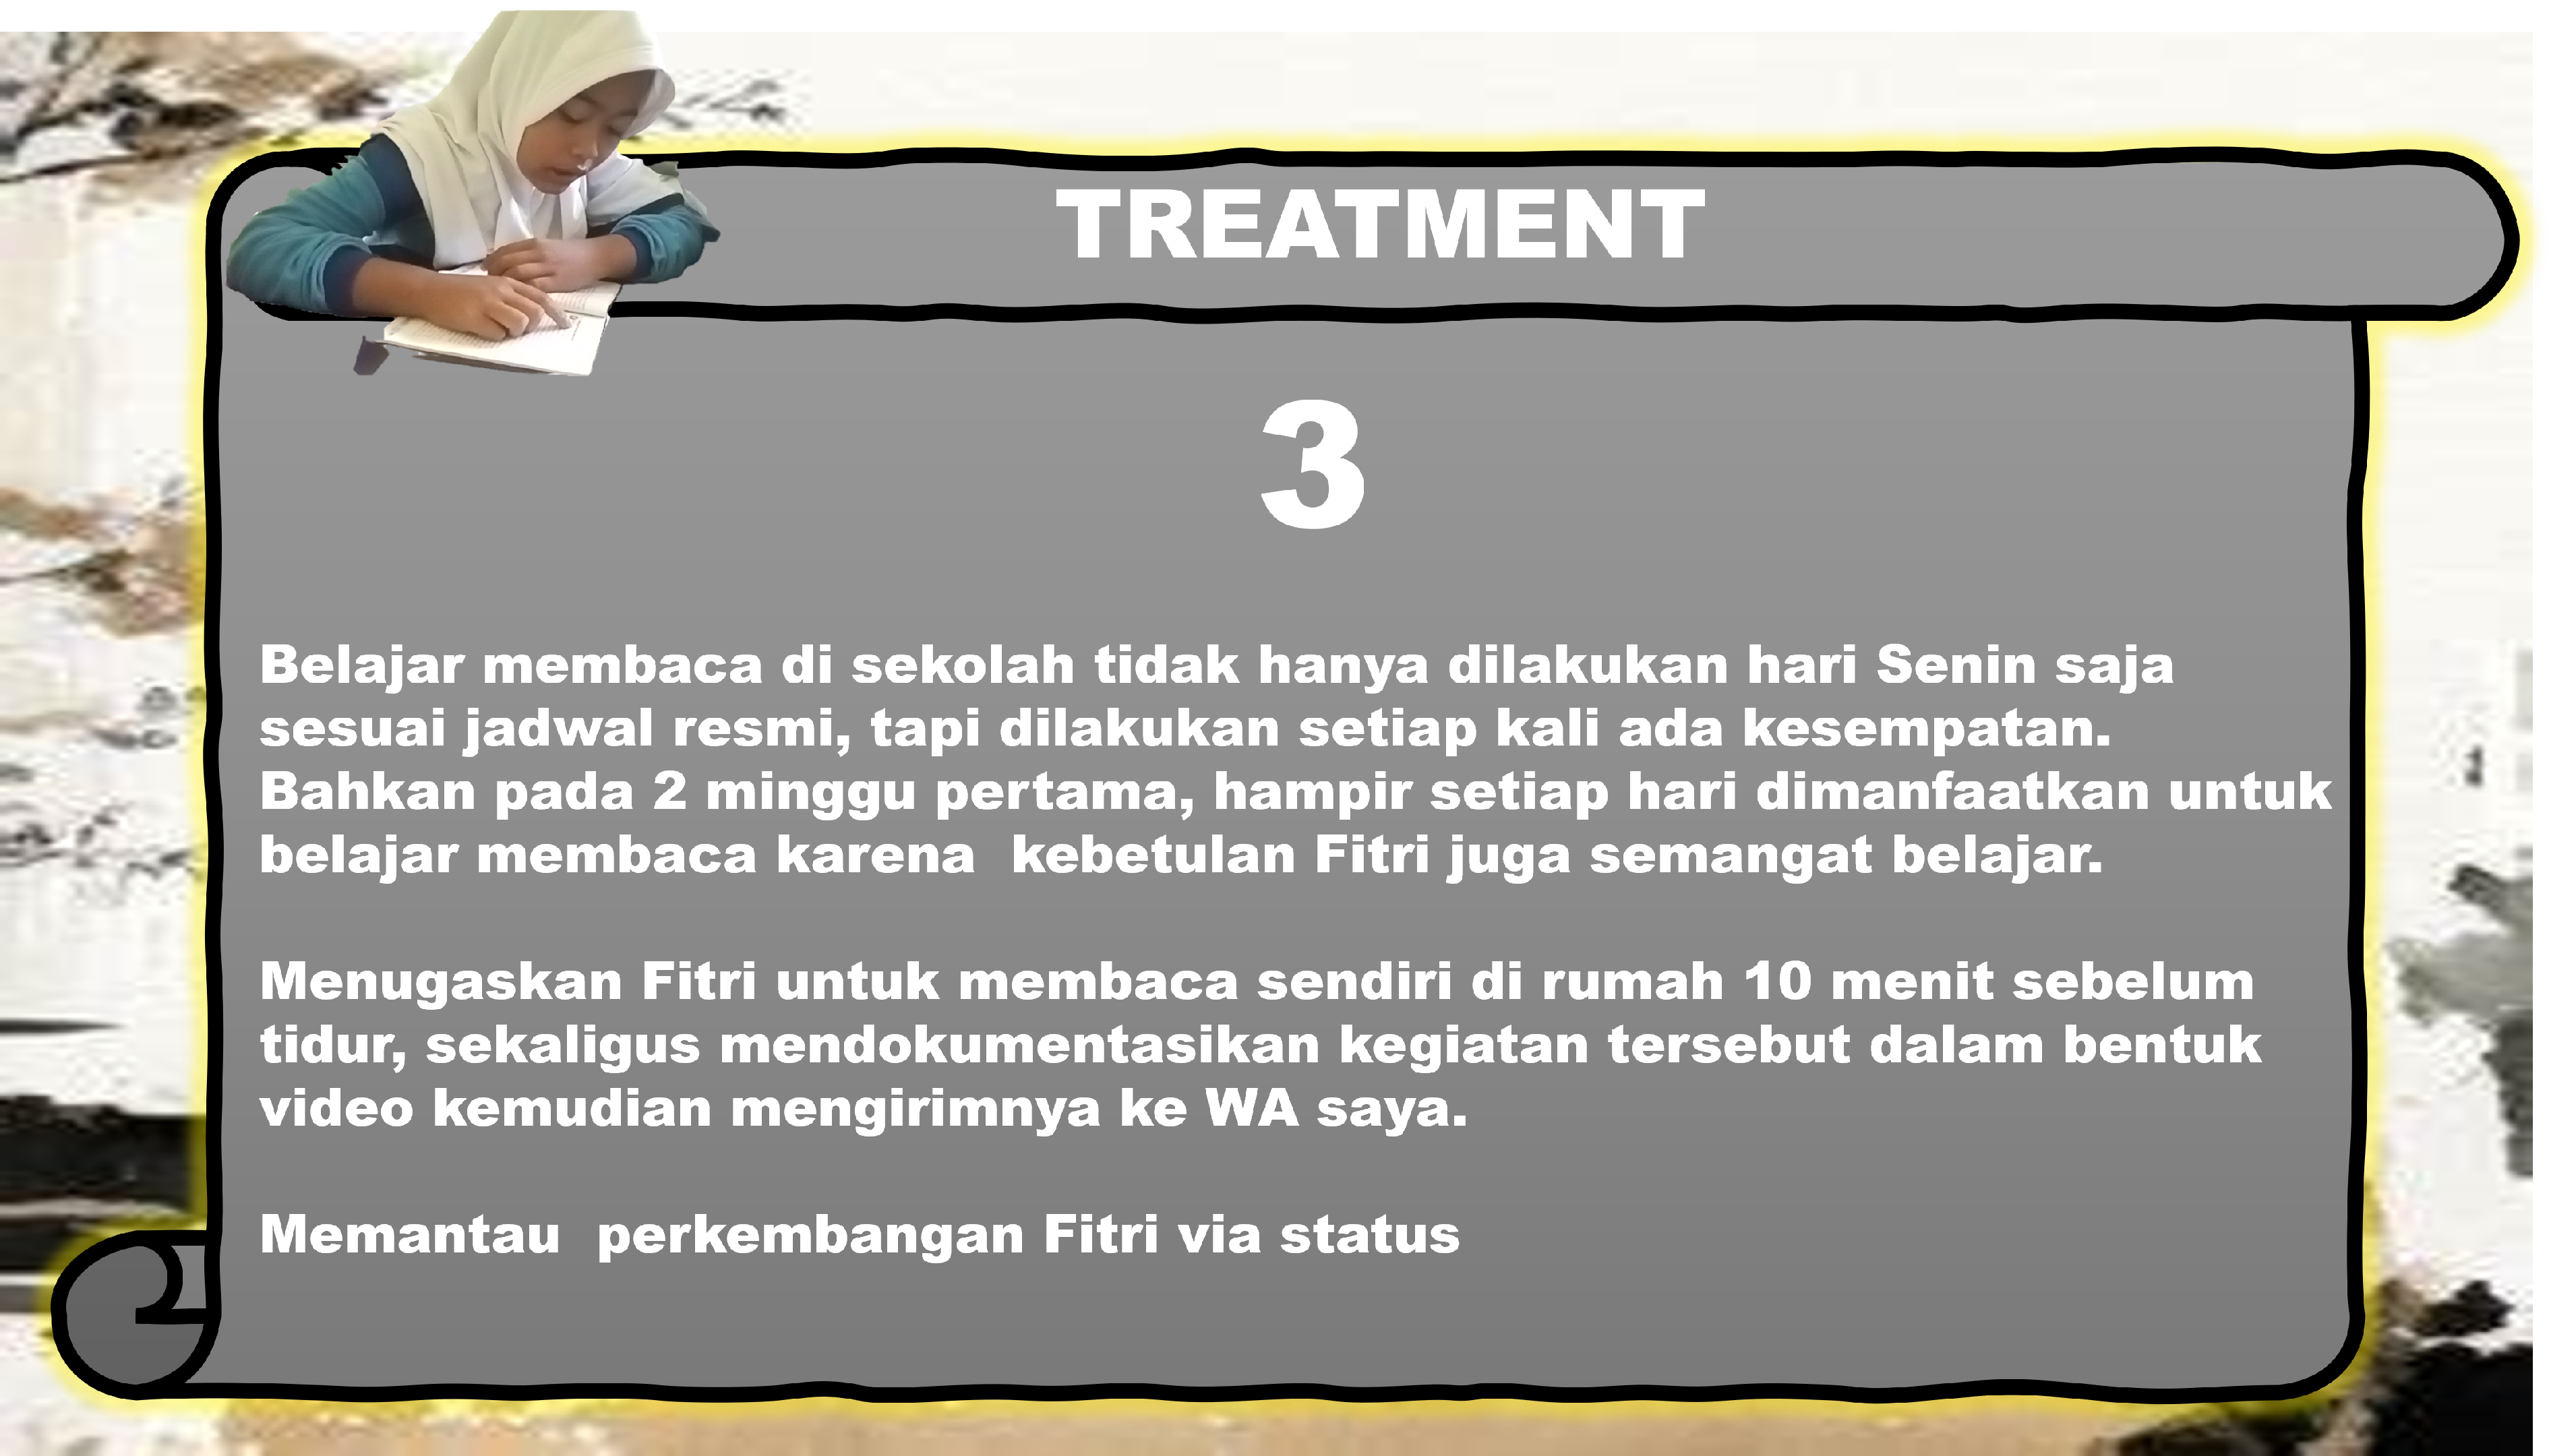 TREATMENT
3
Belajar membaca di sekolah tidak hanya dilakukan hari Senin saja
sesuai jadwal resmi, tapi dilakukan setiap kali ada kesempatan.
Bahkan pada 2 minggu pertama, hampir setiap hari dimanfaatkan untuk
belajar membaca karena  kebetulan Fitri juga semangat belajar.
Menugaskan Fitri untuk membaca sendiri di rumah 10 menit sebelum
tidur, sekaligus mendokumentasikan kegiatan tersebut dalam bentuk
video kemudian mengirimnya ke WA saya.
Memantau  perkembangan Fitri via status